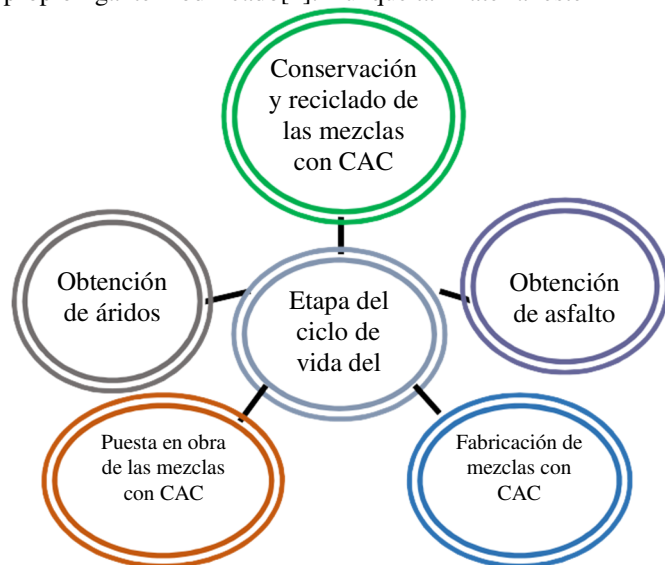 Conservación
y reciclado de
las mezclas
con CAC
Obtención
de áridos
Etapa del
ciclo de
vida del
Obtención
de asfalto
Puesta en obra
de las mezclas
con CAC
Fabricación de
mezclas con
CAC